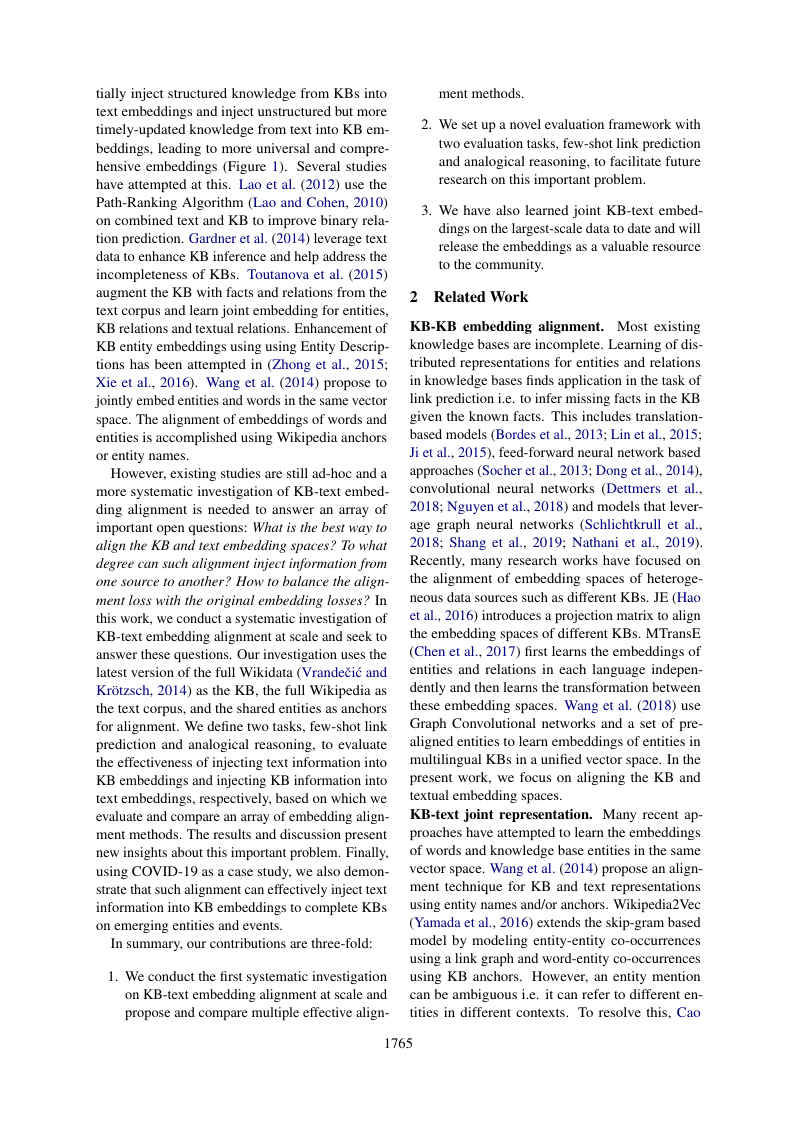 tially inject structured knowledge from KBs into
text embeddings and inject unstructured but more
timely-updated knowledge from text into KB em-
beddings, leading to more universal and compre-
hensive embeddings (Figure 1). Several studies
have attempted at this. Lao et al. (2012) use the
Path-Ranking Algorithm (Lao and Cohen, 2010)
on combined text and KB to improve binary rela-
tion prediction. Gardner et al. (2014) leverage text
data to enhance KB inference and help address the
incompleteness of KBs. Toutanova et al. (2015)
augment the KB with facts and relations from the
text corpus and learn joint embedding for entities,
KB relations and textual relations. Enhancement of
KB entity embeddings using using Entity Descrip-
tions has been attempted in (Zhong et al., 2015;
Xie et al., 2016). Wang et al. (2014) propose to
jointly embed entities and words in the same vector
space. The alignment of embeddings of words and
entities is accomplished using Wikipedia anchors
or entity names.
However, existing studies are still ad-hoc and a
more systematic investigation of KB-text embed-
ding alignment is needed to answer an array of
important open questions: What is the best way to
align the KB and text embedding spaces? To what
degree can such alignment inject information from
one source to another? How to balance the align-
ment loss with the original embedding losses? In
this work, we conduct a systematic investigation of
KB-text embedding alignment at scale and seek to
answer these questions. Our investigation uses the
latest version of the full Wikidata (Vrandečić and
Krötzsch, 2014) as the KB, the full Wikipedia as
the text corpus, and the shared entities as anchors
for alignment. We define two tasks, few-shot link
prediction and analogical reasoning, to evaluate
the effectiveness of injecting text information into
KB embeddings and injecting KB information into
text embeddings, respectively, based on which we
evaluate and compare an array of embedding align-
ment methods. The results and discussion present
new insights about this important problem. Finally,
using COVID-19 as a case study, we also demon-
strate that such alignment can effectively inject text
information into KB embeddings to complete KBs
on emerging entities and events.
In summary, our contributions are three-fold:
1. We conduct the first systematic investigation
on KB-text embedding alignment at scale and
propose and compare multiple effective align-
ment methods.
2. We set up a novel evaluation framework with
two evaluation tasks, few-shot link prediction
and analogical reasoning, to facilitate future
research on this important problem.
3. We have also learned joint KB-text embed-
dings on the largest-scale data to date and will
release the embeddings as a valuable resource
to the community.
2 Related Work
KB-KB embedding alignment. Most existing
knowledge bases are incomplete. Learning of dis-
tributed representations for entities and relations
in knowledge bases finds application in the task of
link prediction i.e. to infer missing facts in the KB
given the known facts. This includes translation-
based models (Bordes et al., 2013; Lin et al., 2015;
Ji et al., 2015), feed-forward neural network based
approaches (Socher et al., 2013; Dong et al., 2014),
convolutional neural networks (Dettmers et al.,
2018; Nguyen et al., 2018) and models that lever-
age graph neural networks (Schlichtkrull et al.,
2018; Shang et al., 2019; Nathani et al., 2019).
Recently, many research works have focused on
the alignment of embedding spaces of heteroge-
neous data sources such as different KBs. JE (Hao
et al., 2016) introduces a projection matrix to align
the embedding spaces of different KBs. MTransE
(Chen et al., 2017) first learns the embeddings of
entities and relations in each language indepen-
dently and then learns the transformation between
these embedding spaces. Wang et al. (2018) use
Graph Convolutional networks and a set of pre-
aligned entities to learn embeddings of entities in
multilingual KBs in a unified vector space. In the
present work, we focus on aligning the KB and
textual embedding spaces.
KB-text joint representation. Many recent ap-
proaches have attempted to learn the embeddings
of words and knowledge base entities in the same
vector space. Wang et al. (2014) propose an align-
ment technique for KB and text representations
using entity names and/or anchors. Wikipedia2Vec
(Yamada et al., 2016) extends the skip-gram based
model by modeling entity-entity co-occurrences
using a link graph and word-entity co-occurrences
using KB anchors. However, an entity mention
can be ambiguous i.e. it can refer to different en-
tities in different contexts. To resolve this, Cao
1765